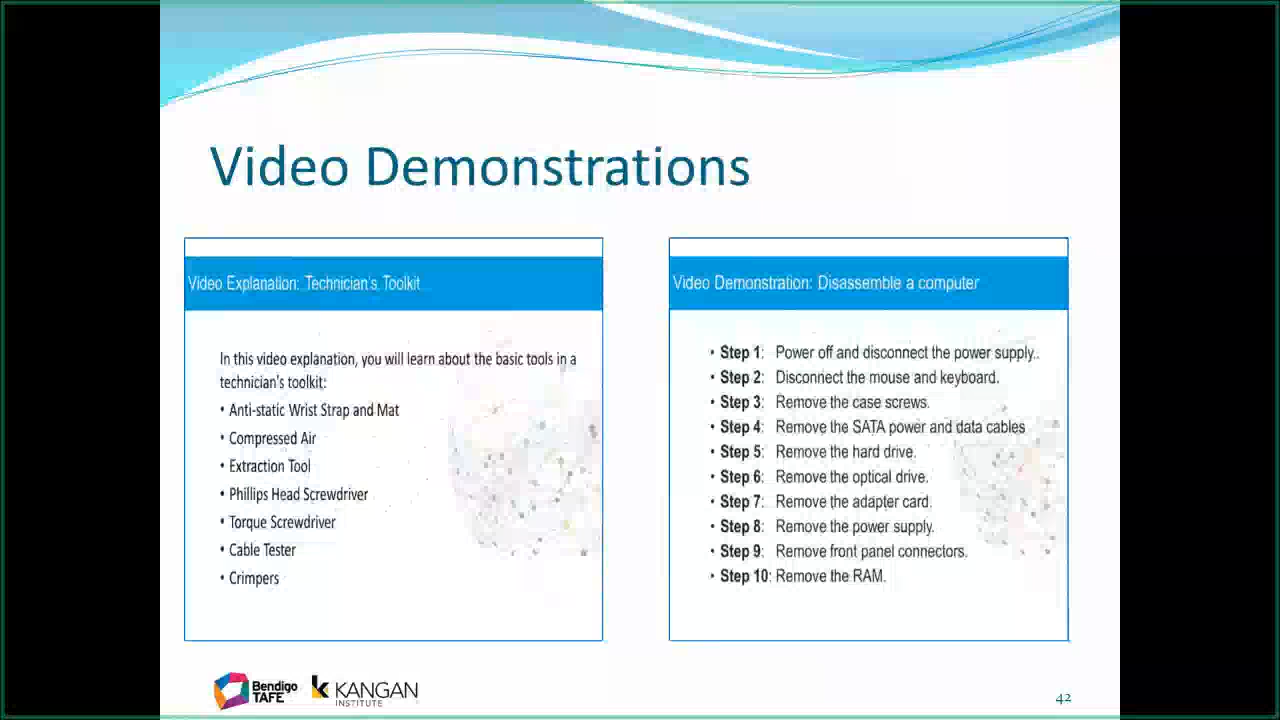 Video Demonstrations
Video Explanation: Technician's Toolkit
In this video explanation, you will learn about the basic tools in a
technician's toolkit:
• Anti-static Wrist Strap and Mat
• Compressed Air
• Extraction Tool
• Phillips Head Screwdriver
• Torque Screwdriver
• Cable Tester
• Crimpers
Video Demonstration: Disassemble a computer
• Step 1: Power off and disconnect the power supply..
• Step 2: Disconnect the mouse and keyboard.
• Step 3: Remove the case screws.
• Step 4: Remove the SATA power and data cables
• Step 5: Remove the hard drive.
• Step 6: Remove the optical drive.
• Step 7: Remove the adapter card.
• Step 8: Remove the power supply.
• Step 9: Remove front panel connectors.
• Step 10: Remove the RAM.
Bendigo
TAFE
KANGAN
INSTITUTE
42